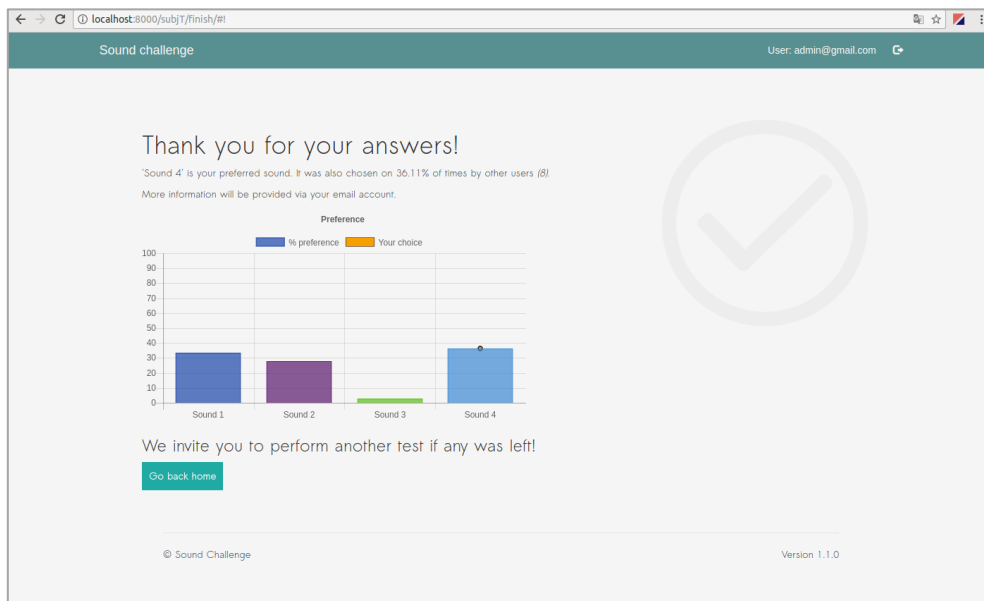 localhost:8000/subjT/finish/#!
Sound challenge
User: admin@gmail.com
Thank you for your answers!
'Sound 4' is your preferred sound. It was also chosen on 36.11% of times by other users (8).
More information will be provided via your email account.
Preference
% preference Your choice
100
90
80
70
60
50
40
30
20
10
0
Sound 1 Sound 2 Sound 3 Sound 4
We invite you to perform another test if any was left!
Go back home
© Sound Challenge
Version 1.1.0